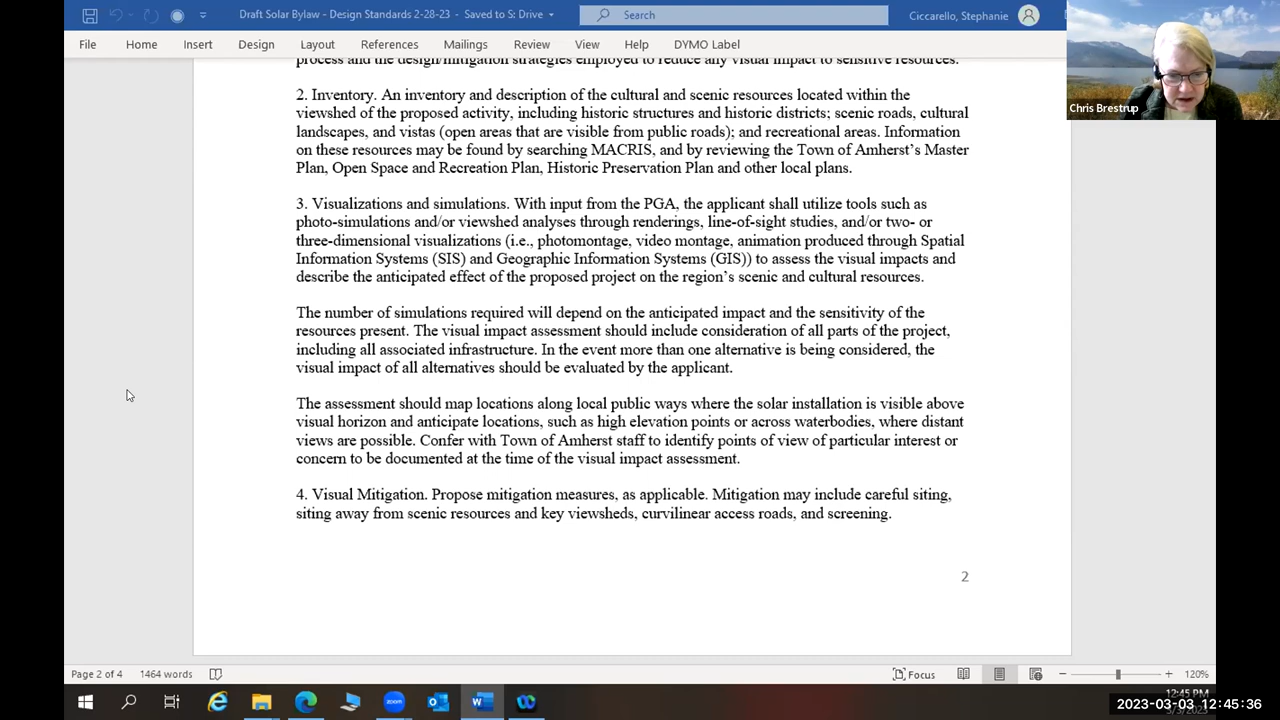 Draft Solar Bylaw - Design Standards 2-28-23 - Saved to S: Drive
Search
Ciccarello, Stephanie
File Home Insert Design Layout References Mailings Review View Help DYMO Label
Chris Brestrup
process and the design/mitigation strategies employed to reduce any visual impact to sensitive resources.
2. Inventory. An inventory and description of the cultural and scenic resources located within the
viewshed of the proposed activity, including historic structures and historic districts; scenic roads, cultural
landscapes, and vistas (open areas that are visible from public roads); and recreational areas. Information
on these resources may be found by searching MACRIS, and by reviewing the Town of Amherst’s Master
Plan, Open Space and Recreation Plan, Historic Preservation Plan and other local plans.
3. Visualizations and simulations. With input from the PGA, the applicant shall utilize tools such as
photo-simulations and/or viewshed analyses through renderings, line-of-sight studies, and/or two- or
three-dimensional visualizations (i.e., photomontage, video montage, animation produced through Spatial
Information Systems (SIS) and Geographic Information Systems (GIS)) to assess the visual impacts and
describe the anticipated effect of the proposed project on the region’s scenic and cultural resources.
The number of simulations required will depend on the anticipated impact and the sensitivity of the
resources present. The visual impact assessment should include consideration of all parts of the project,
including all associated infrastructure. In the event more than one alternative is being considered, the
visual impact of all alternatives should be evaluated by the applicant.
The assessment should map locations along local public ways where the solar installation is visible above
visual horizon and anticipate locations, such as high elevation points or across waterbodies, where distant
views are possible. Confer with Town of Amherst staff to identify points of view of particular interest or
concern to be documented at the time of the visual impact assessment.
4. Visual Mitigation. Propose mitigation measures, as applicable. Mitigation may include careful siting,
siting away from scenic resources and key viewsheds, curvilinear access roads, and screening.
2
Page 2 of 4 1464 words
Focus
120%
zoom
12:45 PM
2023-03-03 12:45:36